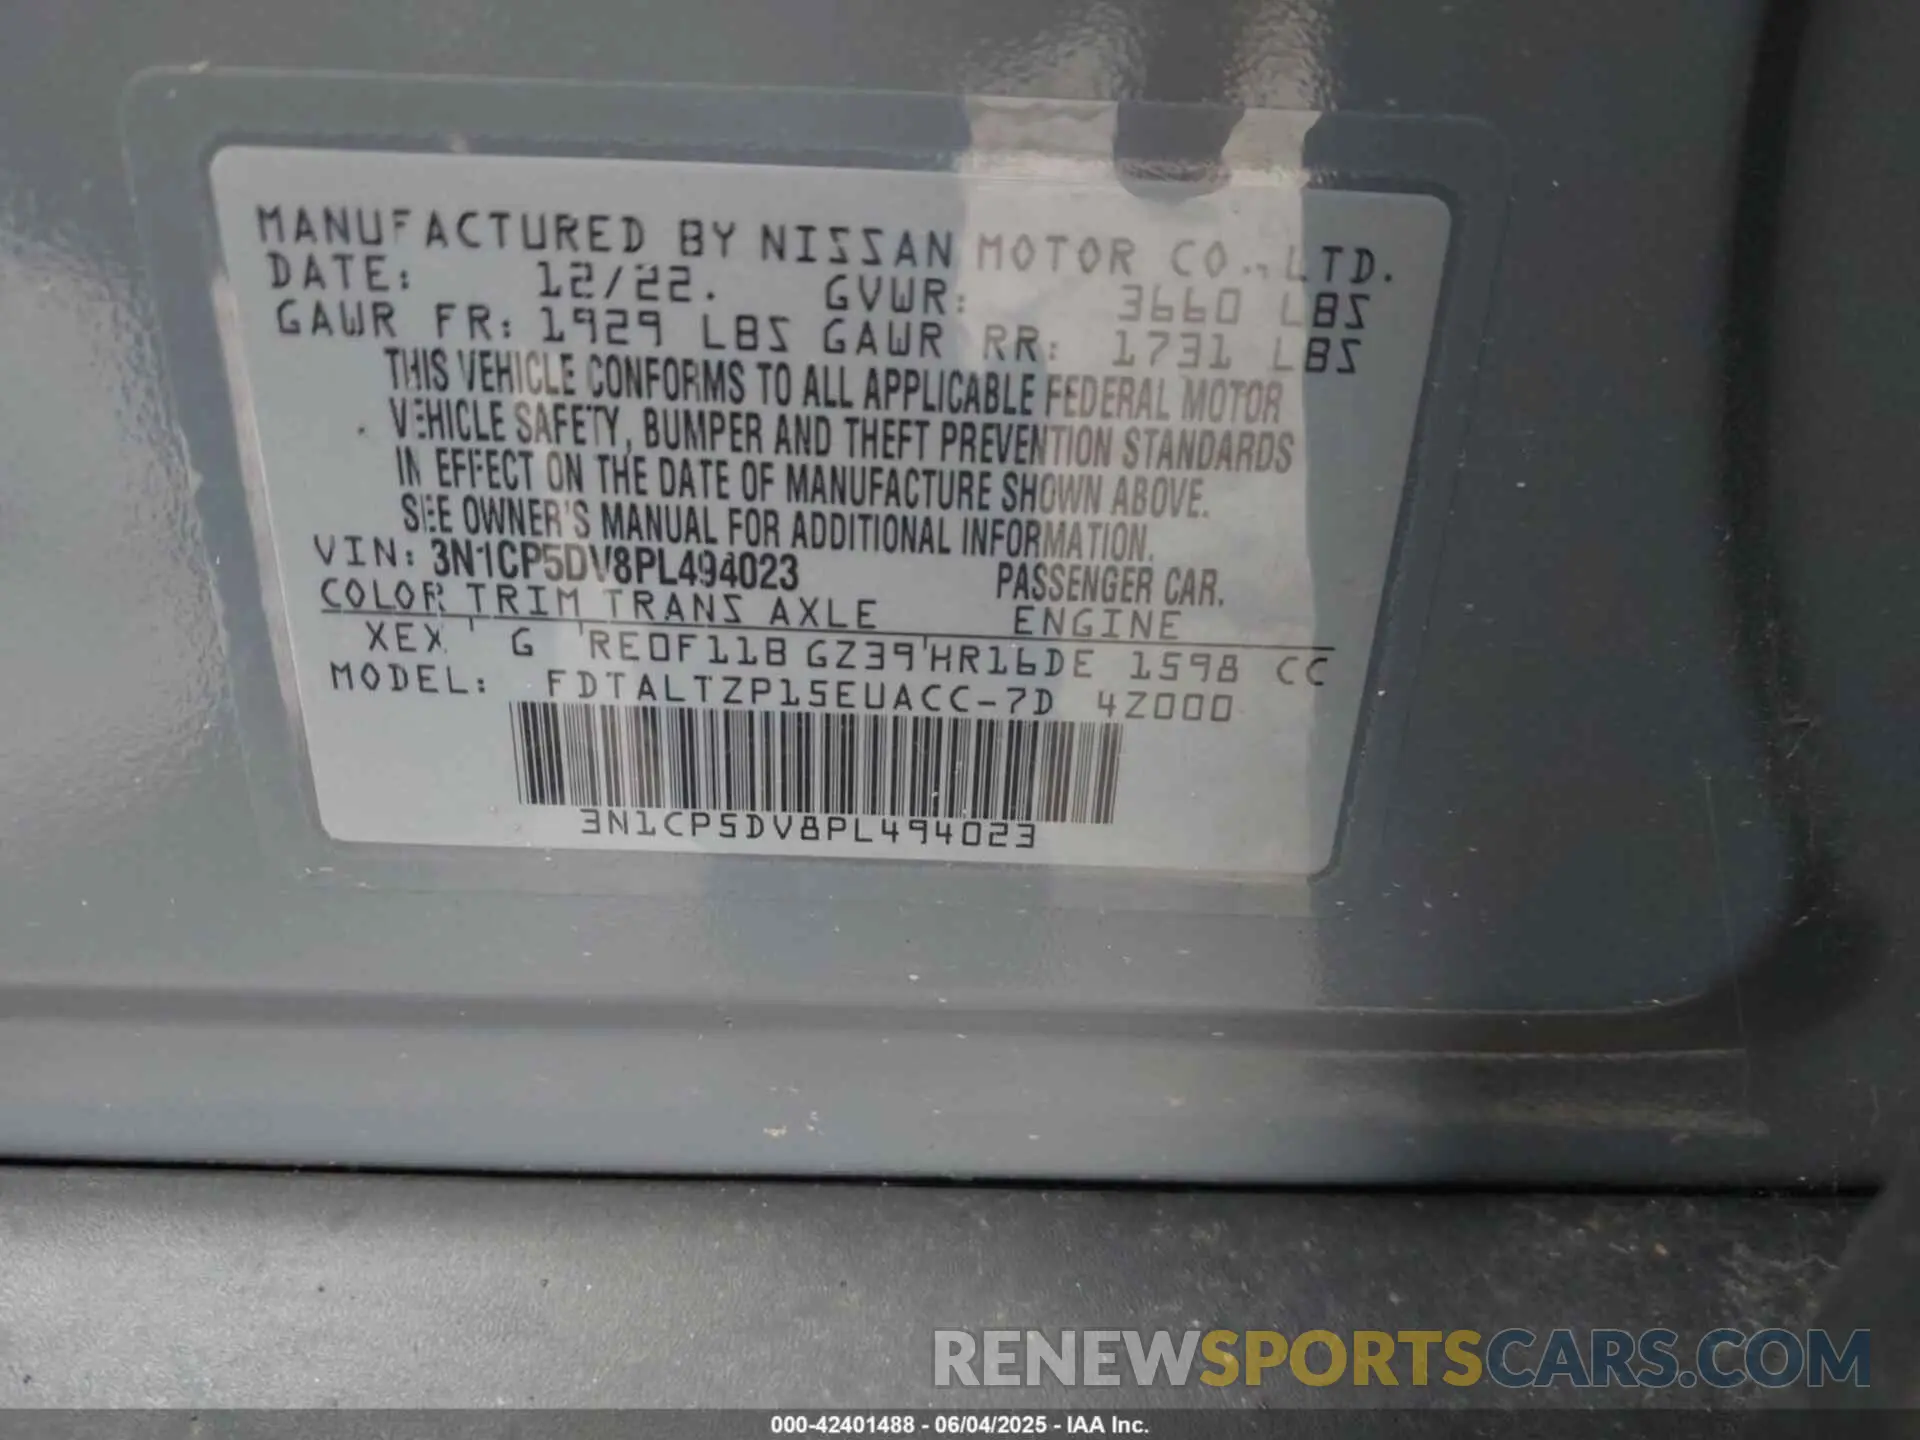 MANUFACTURED BY NISSAN MOTOR CO., LTD.
DATE: 12/22. GVWR: 3660 LBS
GAWR FR: 1929 LBS GAWR RR: 1731 LBS
THIS VEHICLE CONFORMS TO ALL APPLICABLE FEDERAL MOTOR
VEHICLE SAFETY, BUMPER AND THEFT PREVENTION STANDARDS
IN EFFECT ON THE DATE OF MANUFACTURE SHOWN ABOVE.
SEE OWNER'S MANUAL FOR ADDITIONAL INFORMATION.
VIN: 3N1CP5DV8PL494023 PASSENGER CAR.
COLOR TRIM TRANS AXLE ENGINE
XEX G RE0F11B GZ39 HR16DE 1598 CC
MODEL: FDTALTZP15EUACC-7D 4Z000
3N1CP5DV8PL494023
RENEWSPORTSCARS.COM
000-42401488 - 06/04/2025 - IAA Inc.